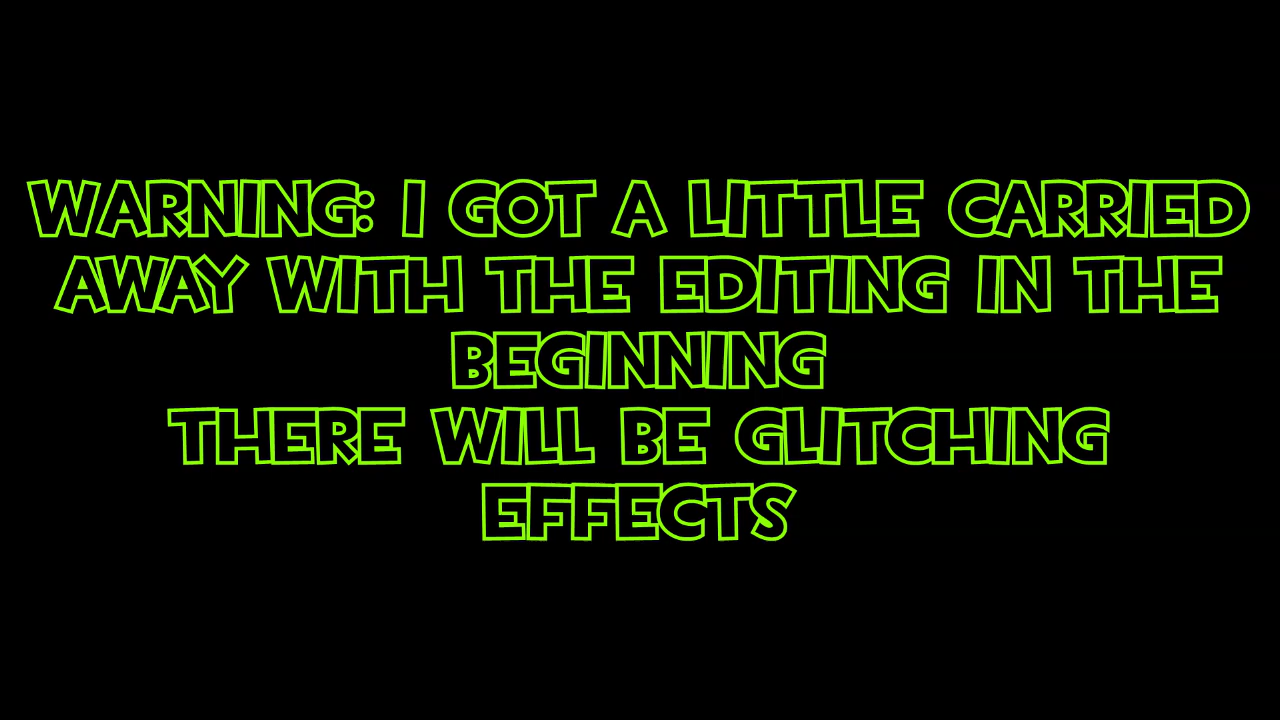 WARNING: I GOT A LITTLE CARRIED
AWAY WITH THE EDITING IN THE
BEGINNING
THERE WILL BE GLITCHING
EFFECTS